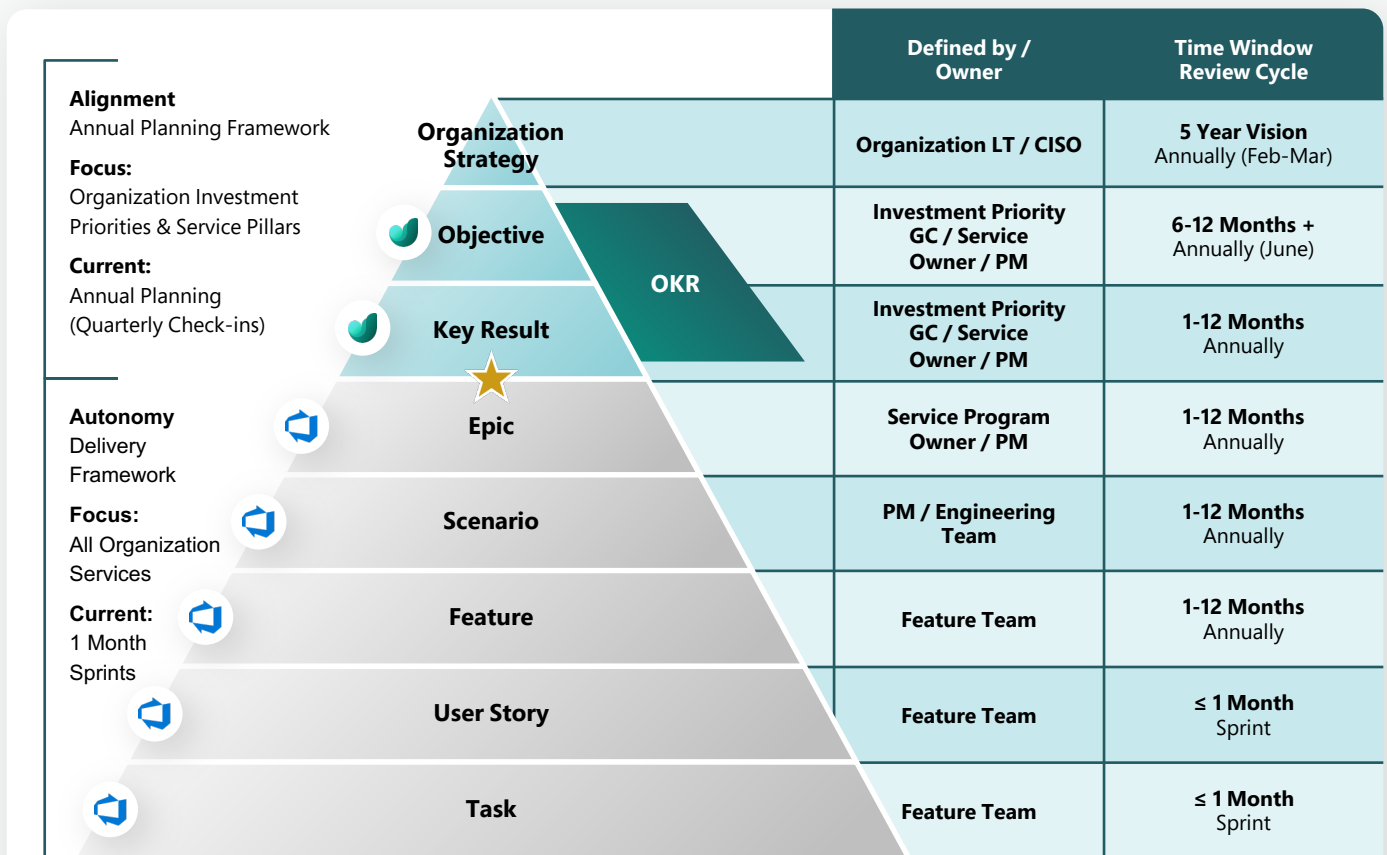 Defined by /
Owner
Time Window
Review Cycle
Alignment
Annual Planning Framework
Focus:
Organization Investment
Priorities & Service Pillars
Current:
Annual Planning
(Quarterly Check-ins)
Autonomy
Delivery
Framework
Focus:
All Organization
Services
Current:
1 Month
Sprints
Organization
Strategy
Organization LT / CISO
5 Year Vision
Annually (Feb-Mar)
Objective
OKR
Investment Priority
GC / Service
Owner / PM
6-12 Months +
Annually (June)
Key Result
Investment Priority
GC / Service
Owner / PM
1-12 Months
Annually
Epic
Service Program
Owner / PM
1-12 Months
Annually
Scenario
PM / Engineering
Team
1-12 Months
Annually
Feature
Feature Team
1-12 Months
Annually
User Story
Feature Team
≤ 1 Month
Sprint
Task
Feature Team
≤ 1 Month
Sprint